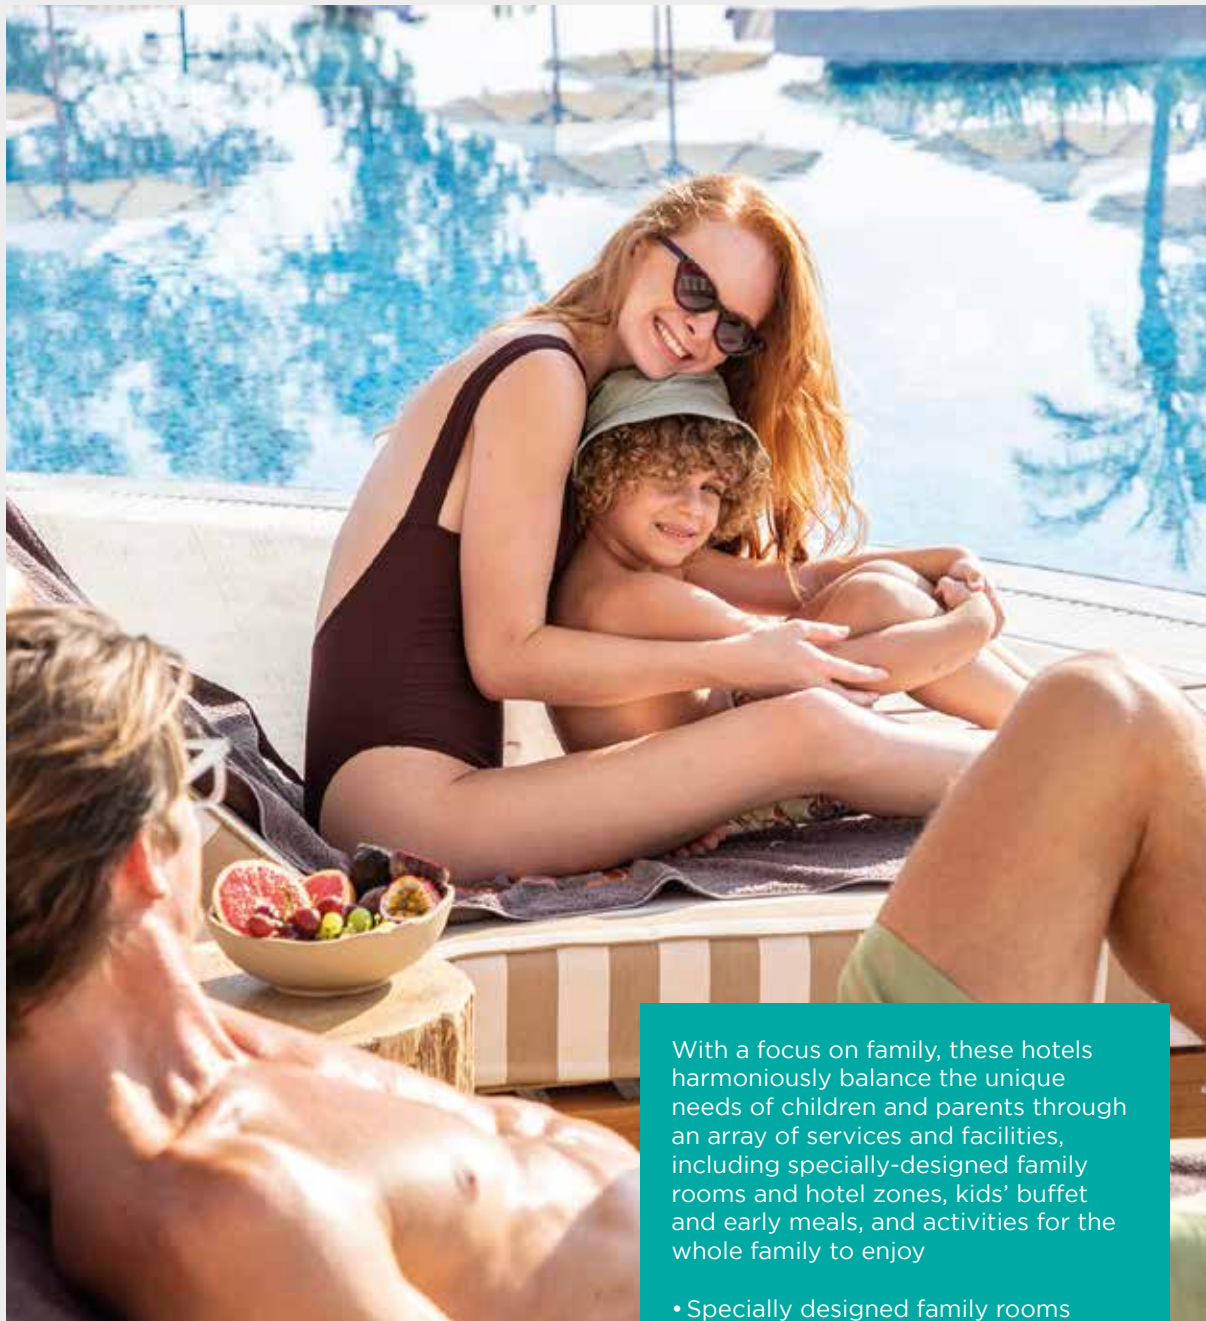 With a focus on family, these hotels
harmoniously balance the unique
needs of children and parents through
an array of services and facilities,
including specially-designed family
rooms and hotel zones, kids’ buffet
and early meals, and activities for the
whole family to enjoy
• Specially designed family rooms